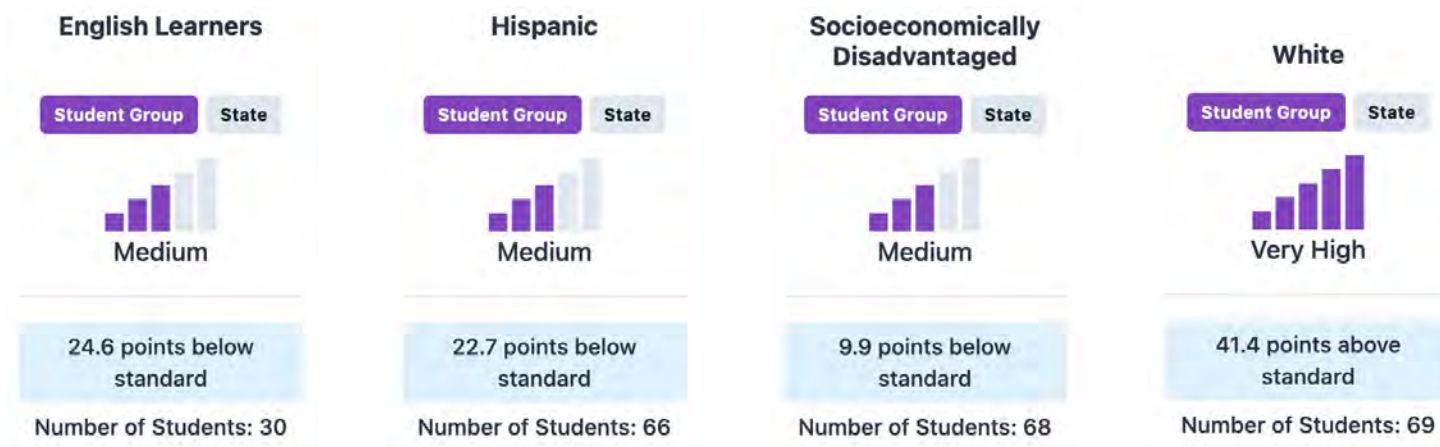 English Learners
Student Group State
Medium
24.6 points below
standard
Number of Students: 30
Hispanic
Student Group State
Medium
22.7 points below
standard
Number of Students: 66
Socioeconomically
Disadvantaged
Student Group State
Medium
9.9 points below
standard
Number of Students: 68
White
Student Group State
Very High
41.4 points above
standard
Number of Students: 69